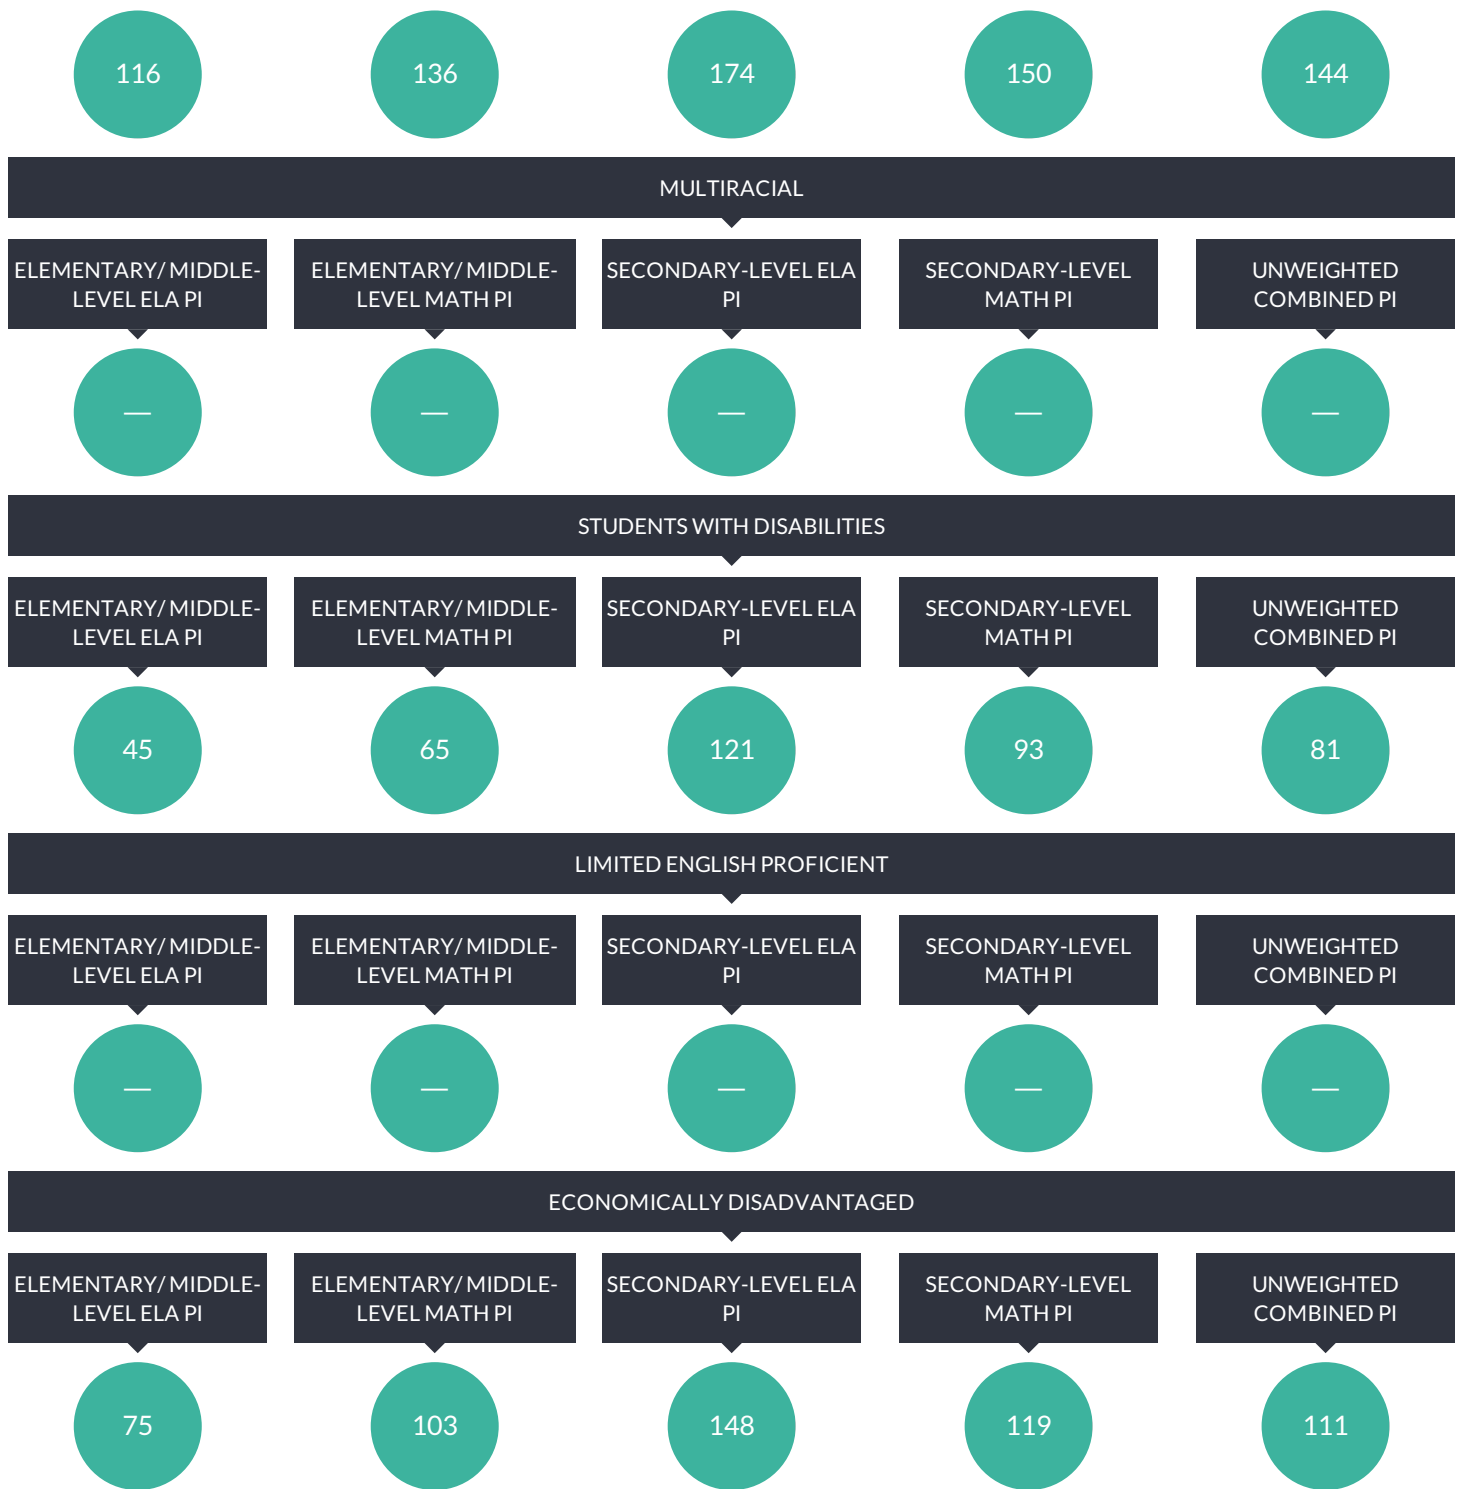 116 136 174 150 144
MULTIRACIAL
ELEMENTARY/ MIDDLE-
LEVEL ELA PI
ELEMENTARY/ MIDDLE-
LEVEL MATH PI
SECONDARY-LEVEL ELA
PI
SECONDARY-LEVEL
MATH PI
UNWEIGHTED
COMBINED PI
— — — — —
STUDENTS WITH DISABILITIES
ELEMENTARY/ MIDDLE-
LEVEL ELA PI
ELEMENTARY/ MIDDLE-
LEVEL MATH PI
SECONDARY-LEVEL ELA
PI
SECONDARY-LEVEL
MATH PI
UNWEIGHTED
COMBINED PI
45 65 121 93 81
LIMITED ENGLISH PROFICIENT
ELEMENTARY/ MIDDLE-
LEVEL ELA PI
ELEMENTARY/ MIDDLE-
LEVEL MATH PI
SECONDARY-LEVEL ELA
PI
SECONDARY-LEVEL
MATH PI
UNWEIGHTED
COMBINED PI
— — — — —
ECONOMICALLY DISADVANTAGED
ELEMENTARY/ MIDDLE-
LEVEL ELA PI
ELEMENTARY/ MIDDLE-
LEVEL MATH PI
SECONDARY-LEVEL ELA
PI
SECONDARY-LEVEL
MATH PI
UNWEIGHTED
COMBINED PI
75 103 148 119 111